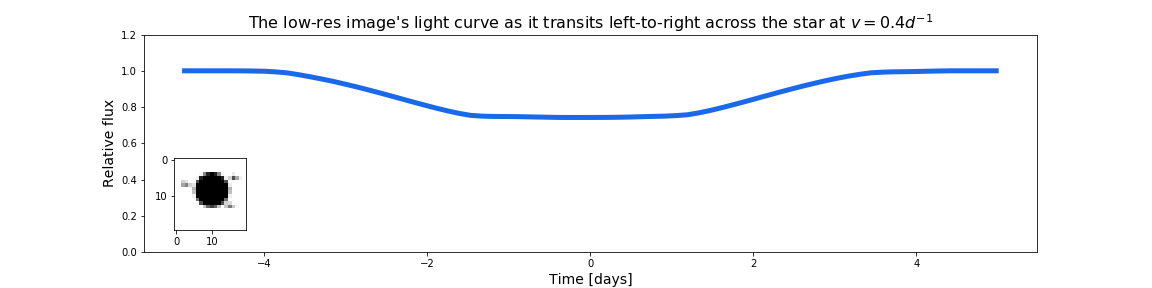 The low-res image's light curve as it transits left-to-right across the star at v = 0.4d⁻¹
1.2
1.0
0.8
0.6
0.4
0.2
0.0
Relative flux
0
10
0 10
−4 −2 0 2 4
Time [days]